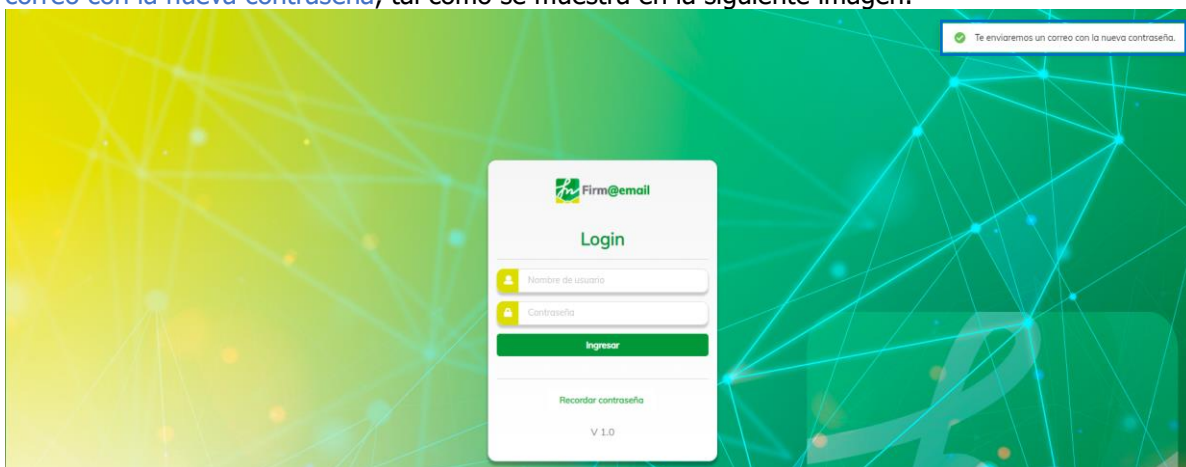 correo con la nueva contraseña, tal como se muestra en la siguiente imagen:
Te enviaremos un correo con la nueva contraseña.
Firm@email
Login
Nombre de usuario
Contraseña
Ingresar
Recordar contraseña
V 1.0